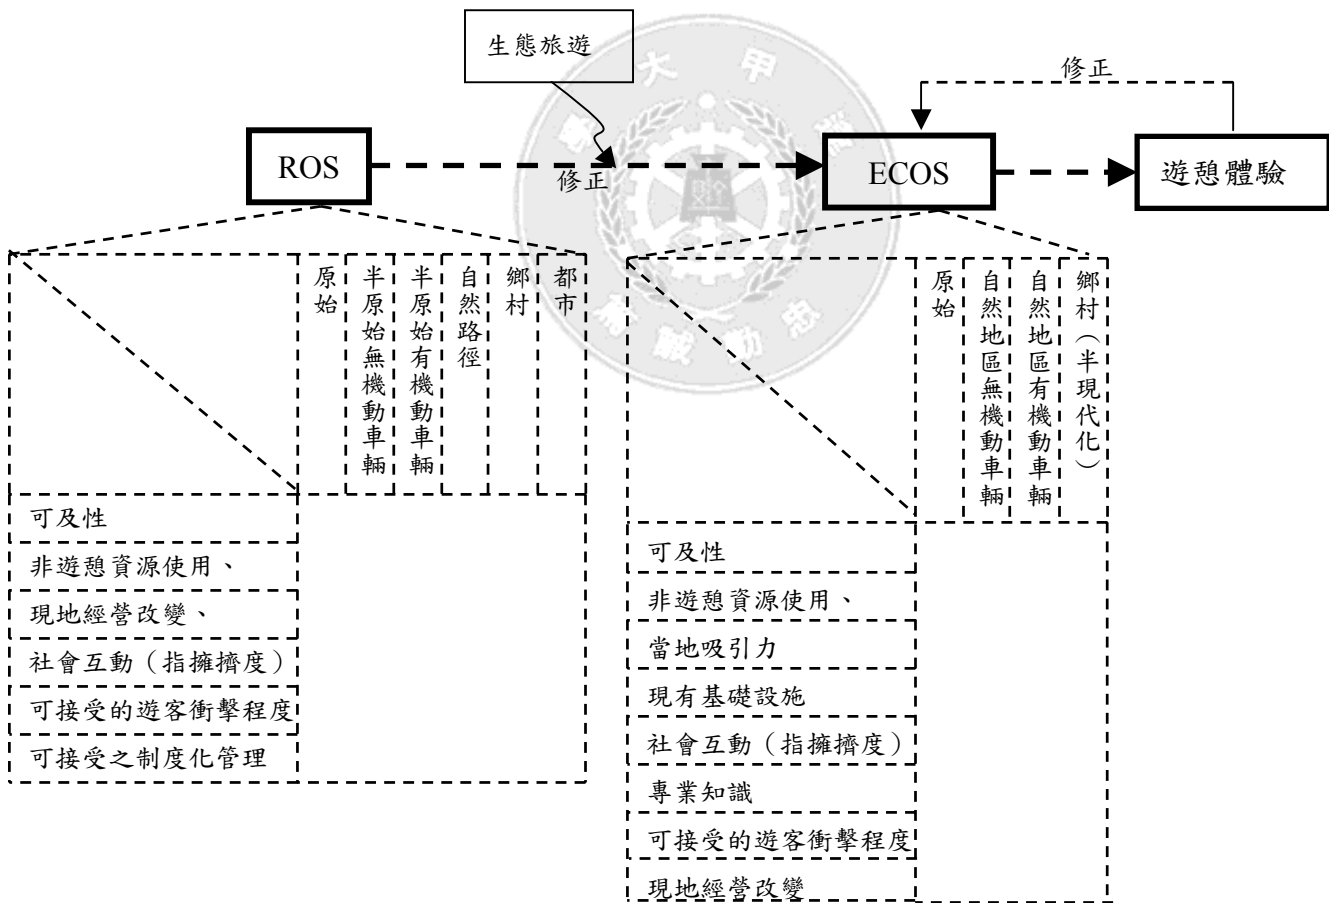 生態旅遊
修正
ROS
修正
ECOS
遊憩體驗
原始
半原始無機動車輛
半原始有機動車輛
自然路徑
鄉村
都市
可及性
非遊憩資源使用、
現地經營改變、
社會互動（指擁擠度）
可接受的遊客衝擊程度
可接受之制度化管理
原始
自然地區無機動車輛
自然地區有機動車輛
鄉村（半現代化）
可及性
非遊憩資源使用、
當地吸引力
現有基礎設施
社會互動（指擁擠度）
專業知識
可接受的遊客衝擊程度
現地經營改變